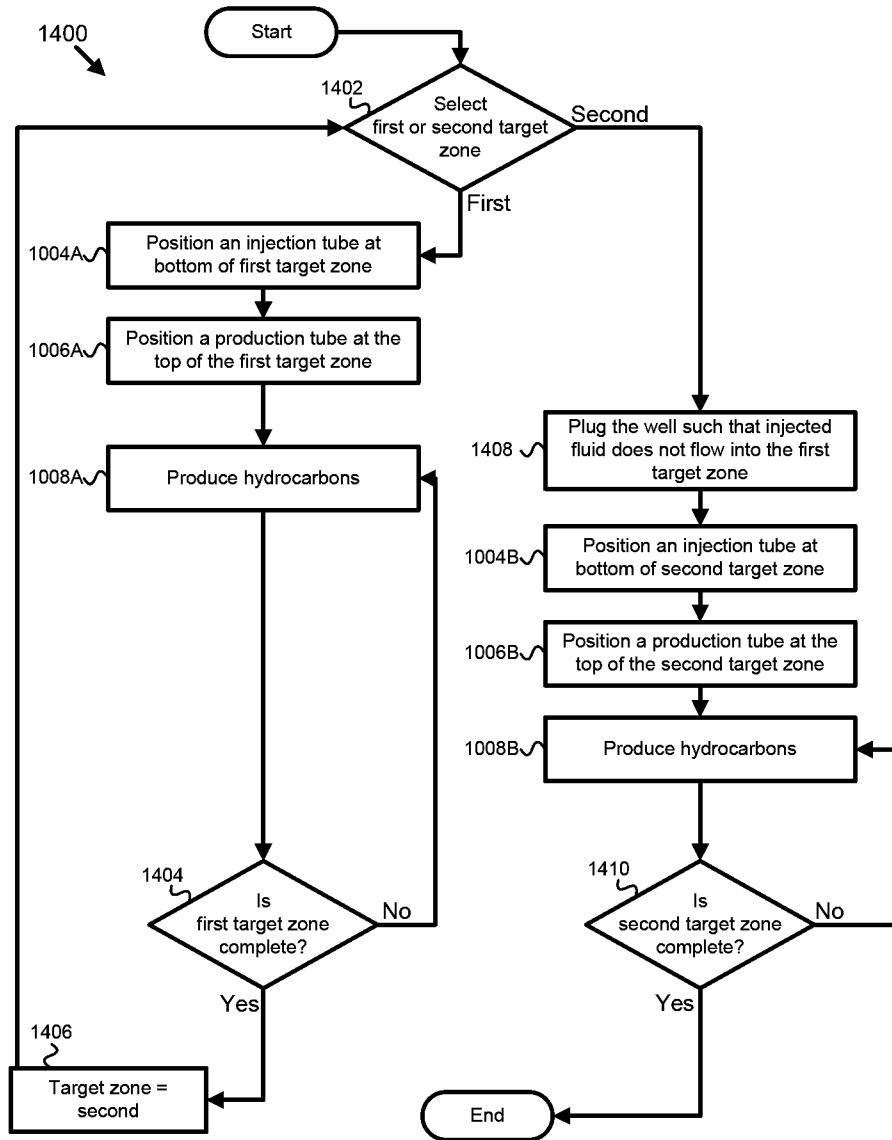 1400
Start
1402
Select
first or second target
zone
Second
First
1004A
Position an injection tube at
bottom of first target zone
1006A
Position a production tube at the
top of the first target zone
1008A
Produce hydrocarbons
1404
Is
first target zone
complete?
No
Yes
1406
Target zone =
second
1408
Plug the well such that injected
fluid does not flow into the first
target zone
1004B
Position an injection tube at
bottom of second target zone
1006B
Position a production tube at the
top of the second target zone
1008B
Produce hydrocarbons
1410
Is
second target zone
complete?
No
Yes
End